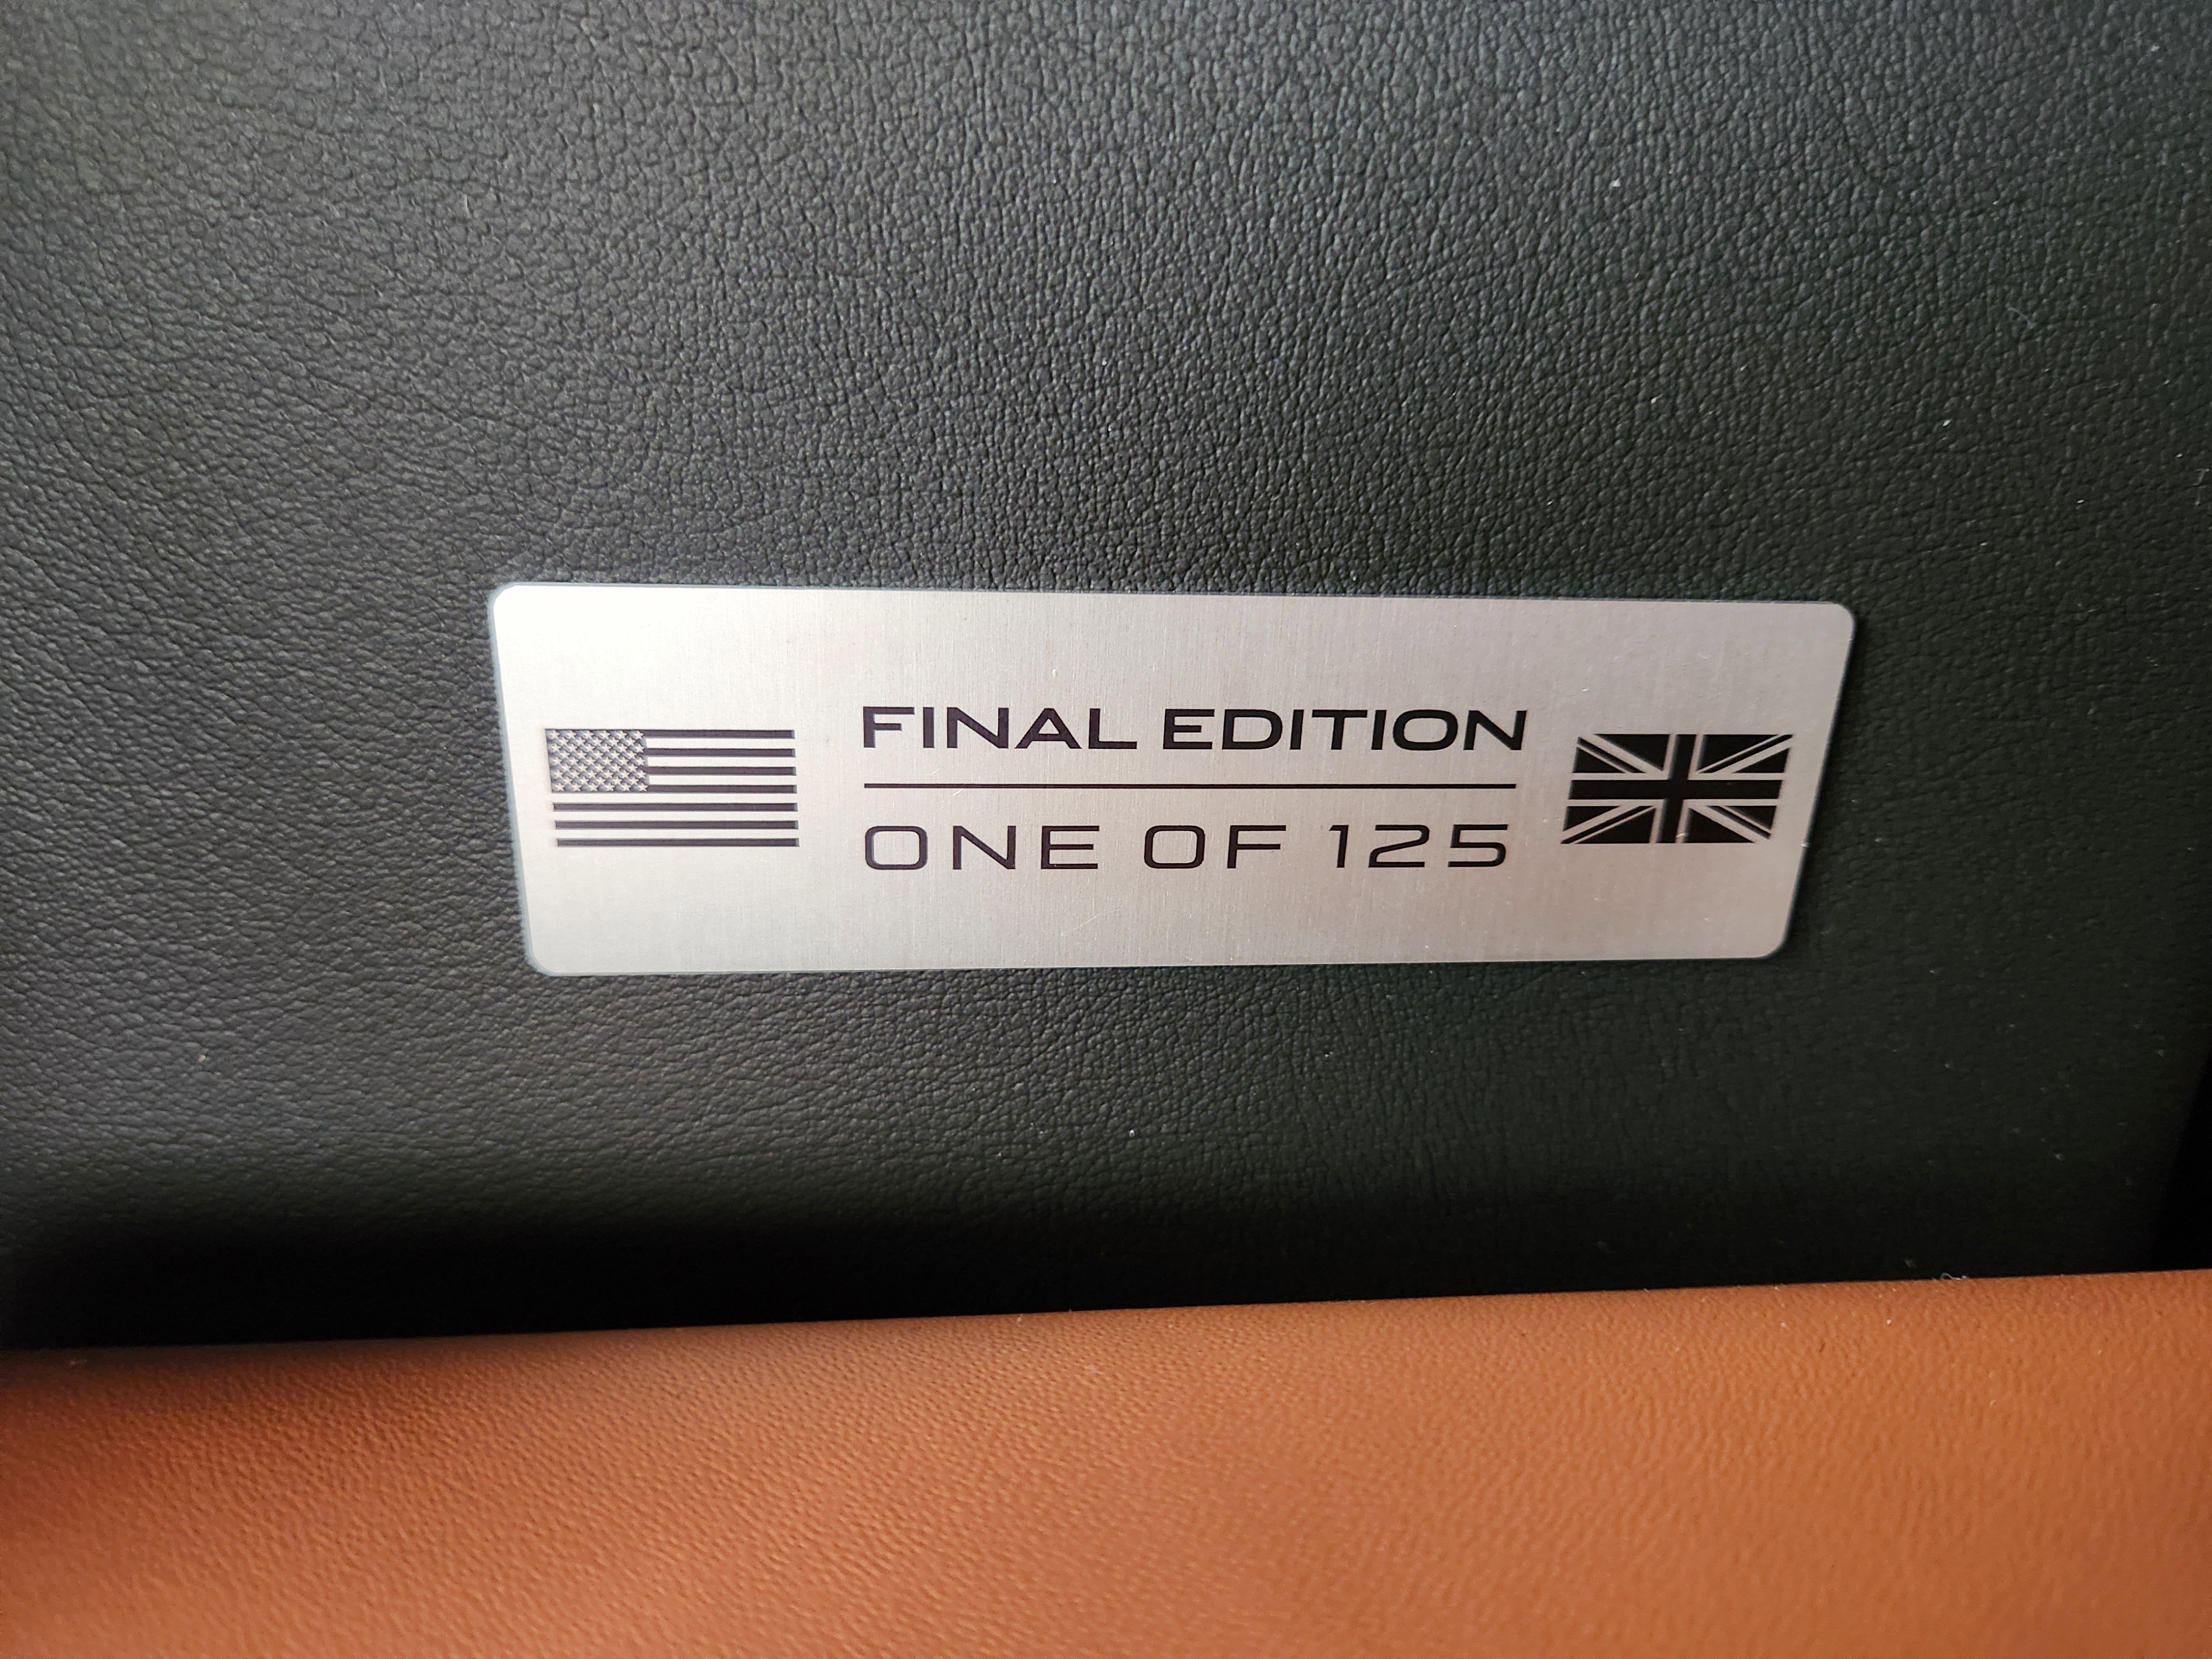 FINAL EDITION
ONE OF 125